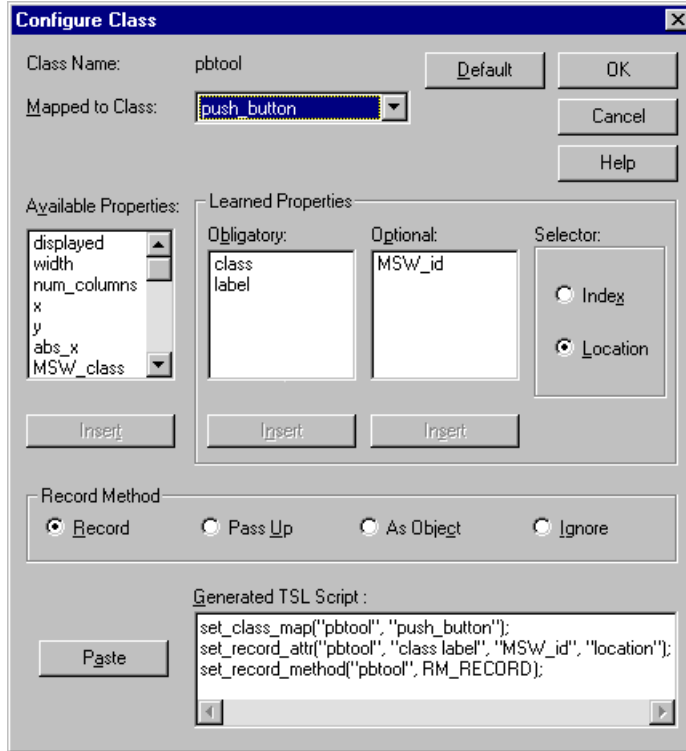 Configure Class
Class Name: pbtool Default OK
Mapped to Class: push_button Cancel
Help
Available Properties: Learned Properties
Obligatory: Optional: Selector:
displayed
width
num_columns
x
y
abs_x
MSW_class
class
label
MSW_id
Index
Location
Insert Insert Insert
Record Method
Record Pass Up As Object Ignore
Generated TSL Script :
Paste
set_class_map("pbtool", "push_button");
set_record_attr("pbtool", "class label", "MSW_id", "location");
set_record_method("pbtool", RM_RECORD);